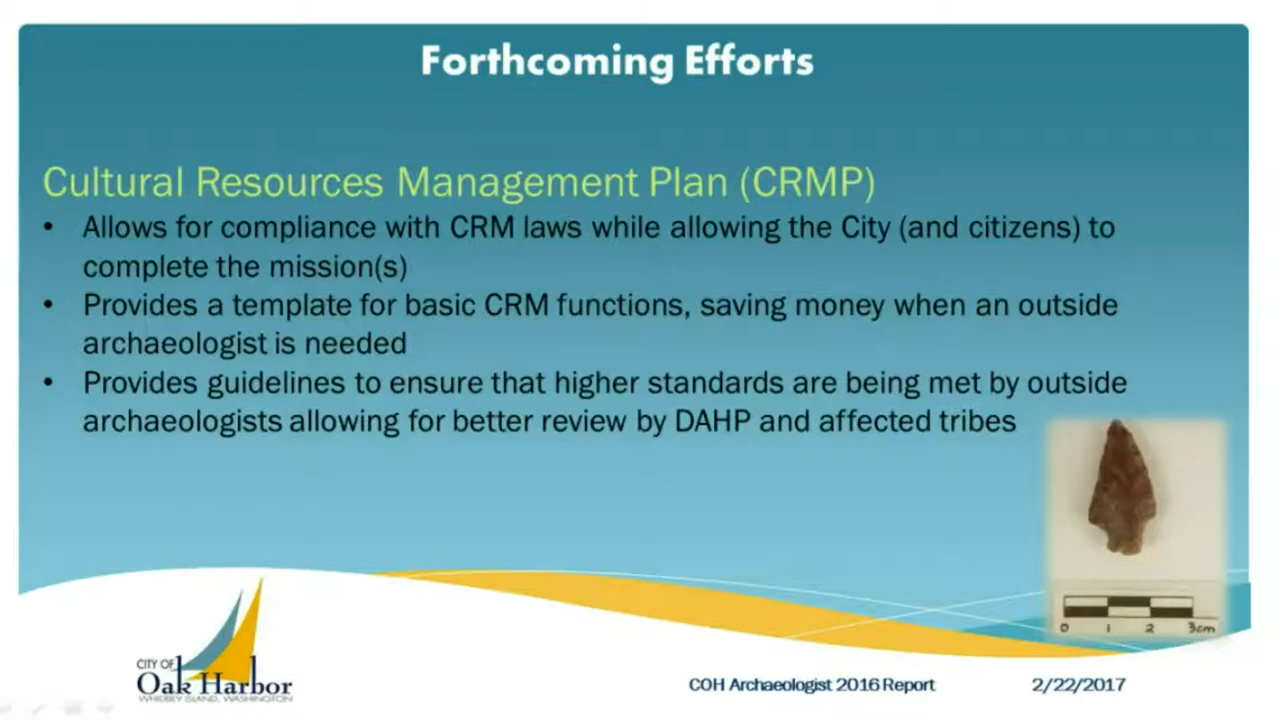 Forthcoming Efforts
Cultural Resources Management Plan (CRMP)
• Allows for compliance with CRM laws while allowing the City (and citizens) to
complete the mission(s)
• Provides a template for basic CRM functions, saving money when an outside
archaeologist is needed
• Provides guidelines to ensure that higher standards are being met by outside
archaeologists allowing for better review by DAHP and affected tribes
0 1 2 3cm
CITY OF
Oak Harbor
WHIDBEY ISLAND, WASHINGTON
COH Archaeologist 2016 Report 2/22/2017